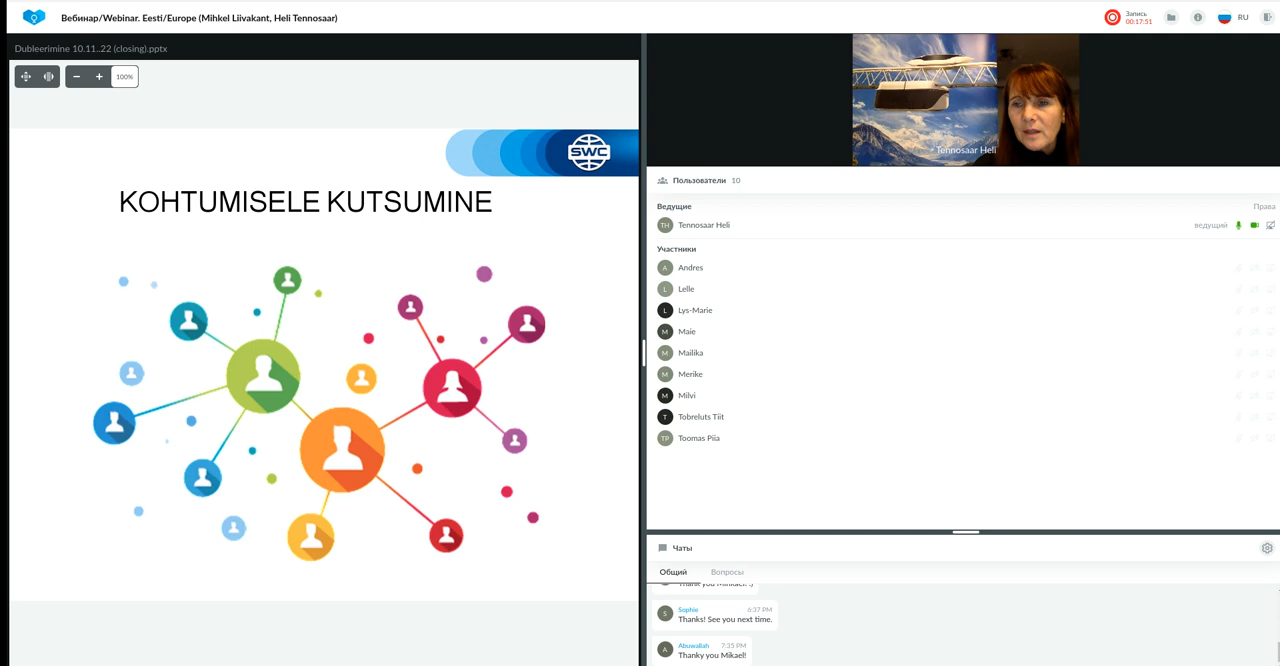 Вебинар/Webinar. Eesti/Europe (Mihkel Liivakant, Heli Tennosaar)
Запись
00:17:51
RU
Dubleerimine 10.11..22 (closing).pptx
100%
SWC
KOHTUMISELE KUTSUMINE
Tennosaar Heli
Пользователи 10
Ведущие Права
TH Tennosaar Heli ведущий
Участники
A Andres
L Lelle
L Lys-Marie
M Maie
M Mailika
M Merike
M Milvi
T Tobreluts Tiit
TP Toomas Piia
Чаты
Общий Вопросы
Sophie 6:37 PM
S Thanks! See you next time.
Abuwallah 7:35 PM
A Thanky you Mikael!